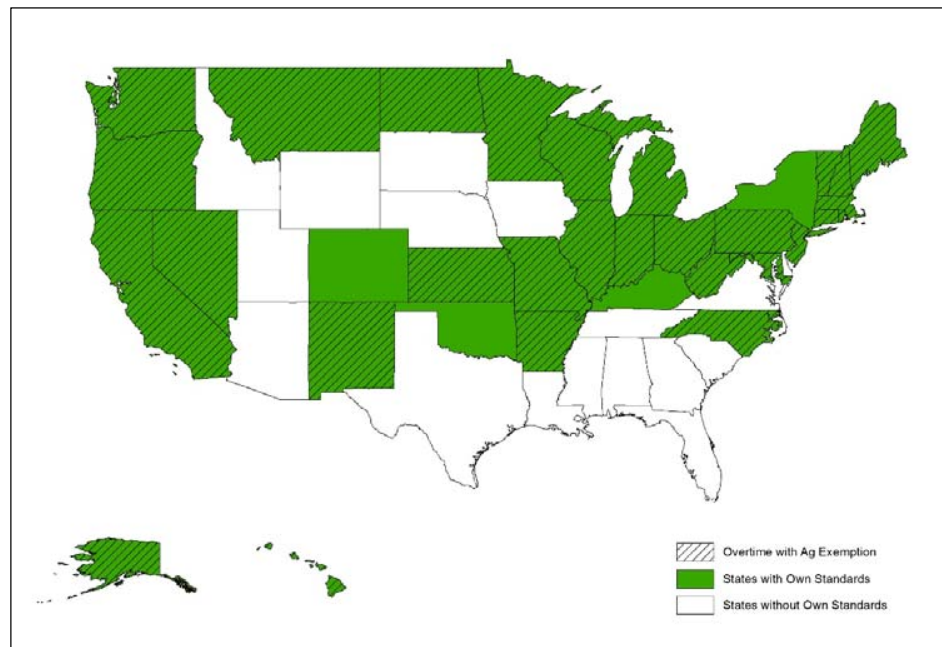 Overtime with Ag Exemption
States with Own Standards
States without Own Standards